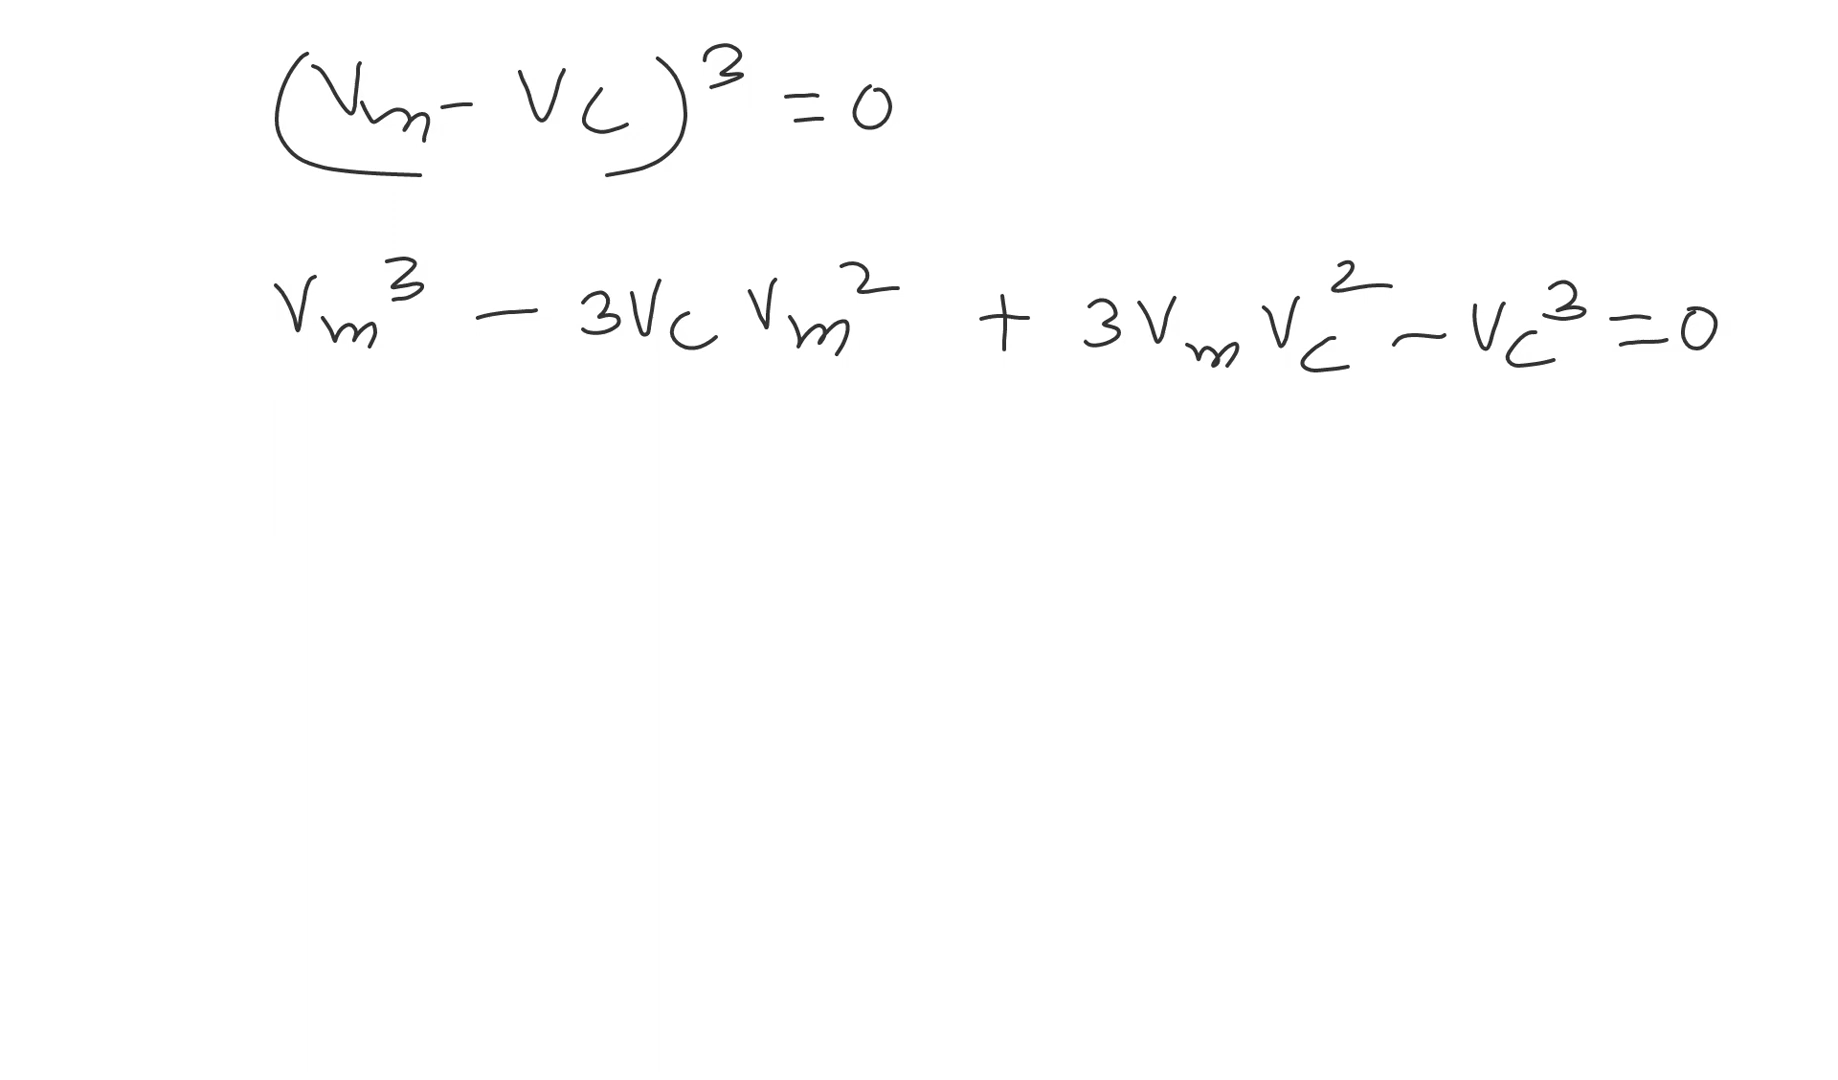 (Vm - Vc)³ = 0
Vm³ - 3Vc Vm² + 3Vm Vc² - Vc³ = 0